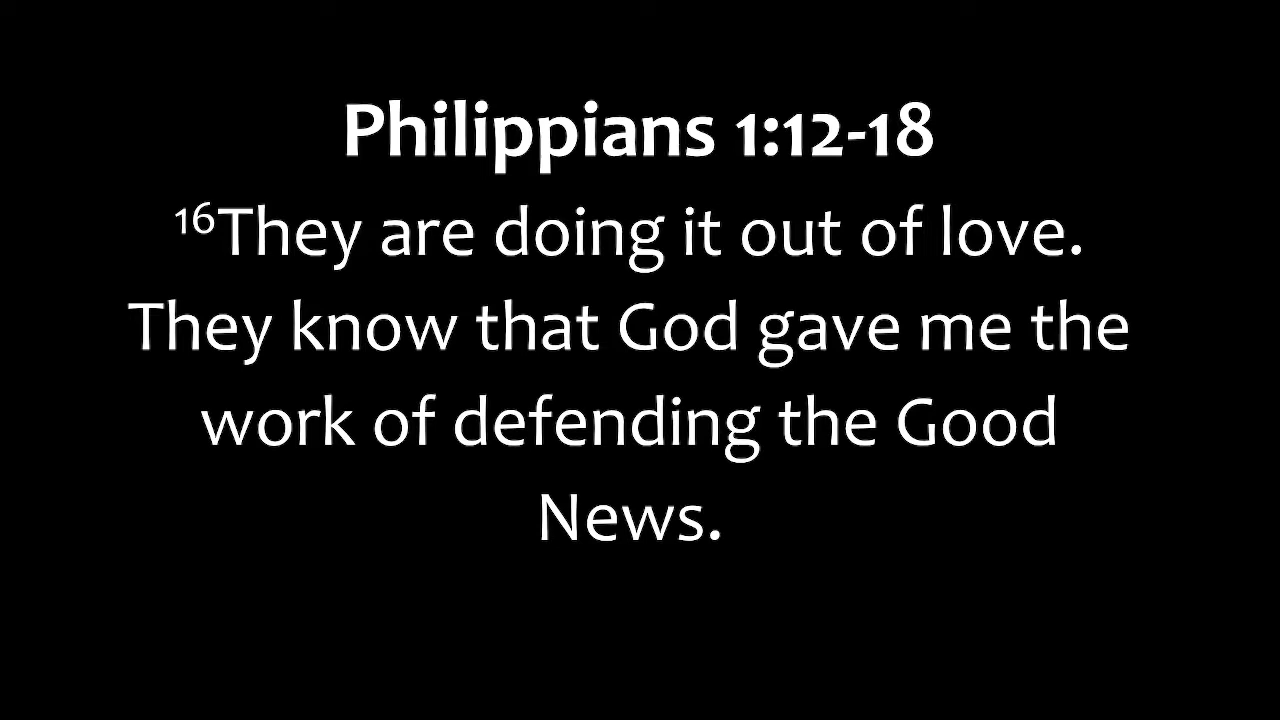 Philippians 1:12-18
¹⁶They are doing it out of love.
They know that God gave me the
work of defending the Good
News.